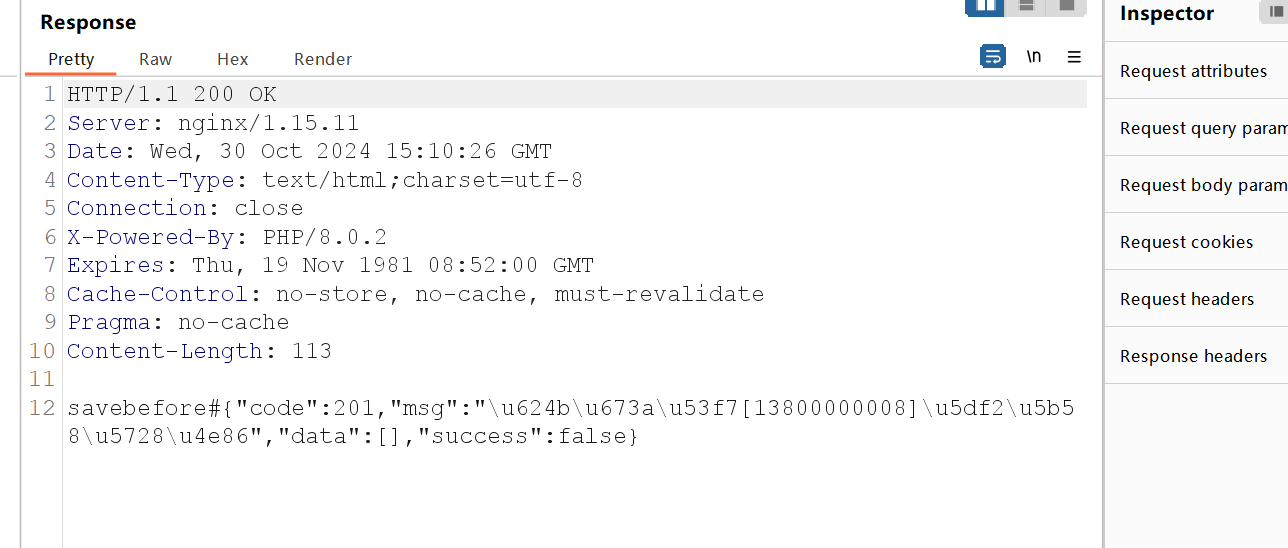 Response
Inspector
Pretty Raw Hex Render \n
Request attributes
Request query param
Request body param
Request cookies
Request headers
Response headers
1 HTTP/1.1 200 OK
2 Server: nginx/1.15.11
3 Date: Wed, 30 Oct 2024 15:10:26 GMT
4 Content-Type: text/html;charset=utf-8
5 Connection: close
6 X-Powered-By: PHP/8.0.2
7 Expires: Thu, 19 Nov 1981 08:52:00 GMT
8 Cache-Control: no-store, no-cache, must-revalidate
9 Pragma: no-cache
10 Content-Length: 113
11
12 savebefore#{"code":201,"msg":"\u624b\u673a\u53f7[13800000008]\u5df2\u5b5
8\u5728\u4e86","data":[],"success":false}